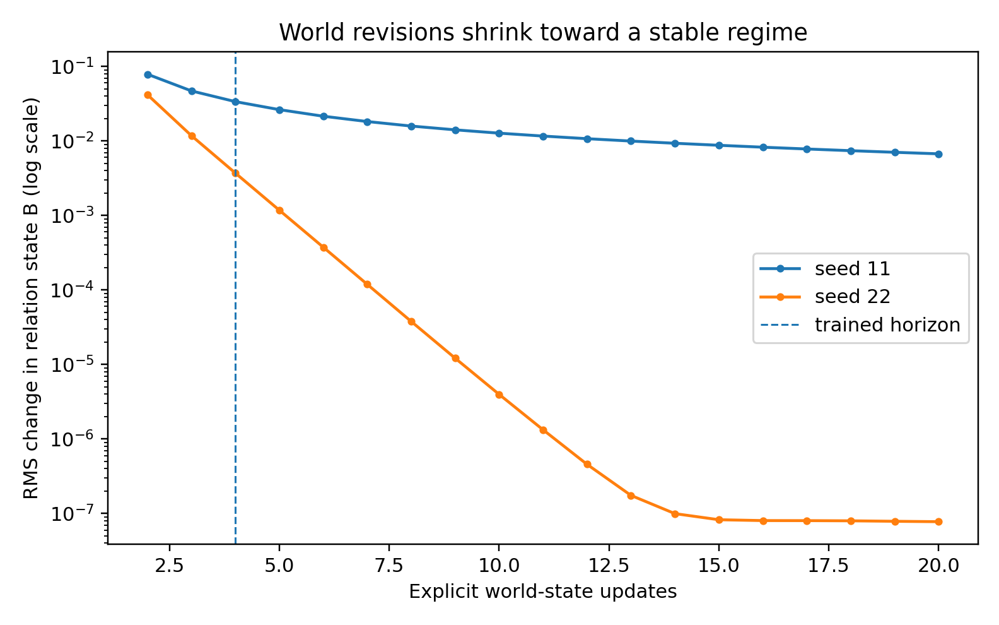 World revisions shrink toward a stable regime
RMS change in relation state B (log scale)
10⁻¹
10⁻²
10⁻³
10⁻⁴
10⁻⁵
10⁻⁶
10⁻⁷
seed 11
seed 22
trained horizon
2.5 5.0 7.5 10.0 12.5 15.0 17.5 20.0
Explicit world-state updates